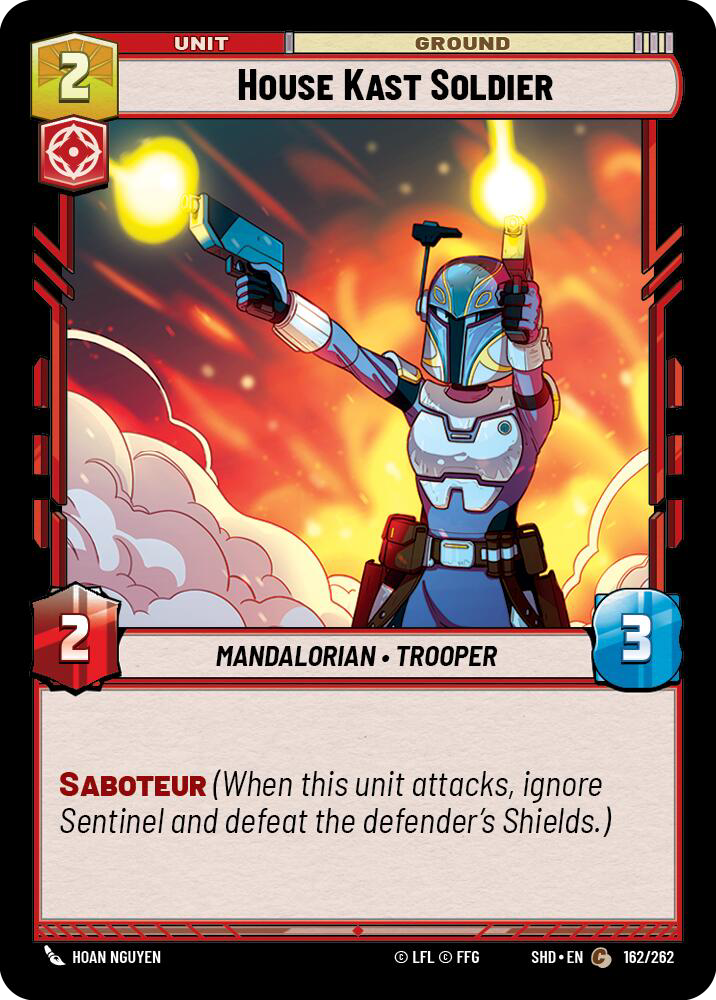 UNIT
GROUND
2
HOUSE KAST SOLDIER
2
MANDALORIAN • TROOPER
3
SABOTEUR (When this unit attacks, ignore
Sentinel and defeat the defender's Shields.)
HOAN NGUYEN
© LFL © FFG
SHD • EN
C
162/262